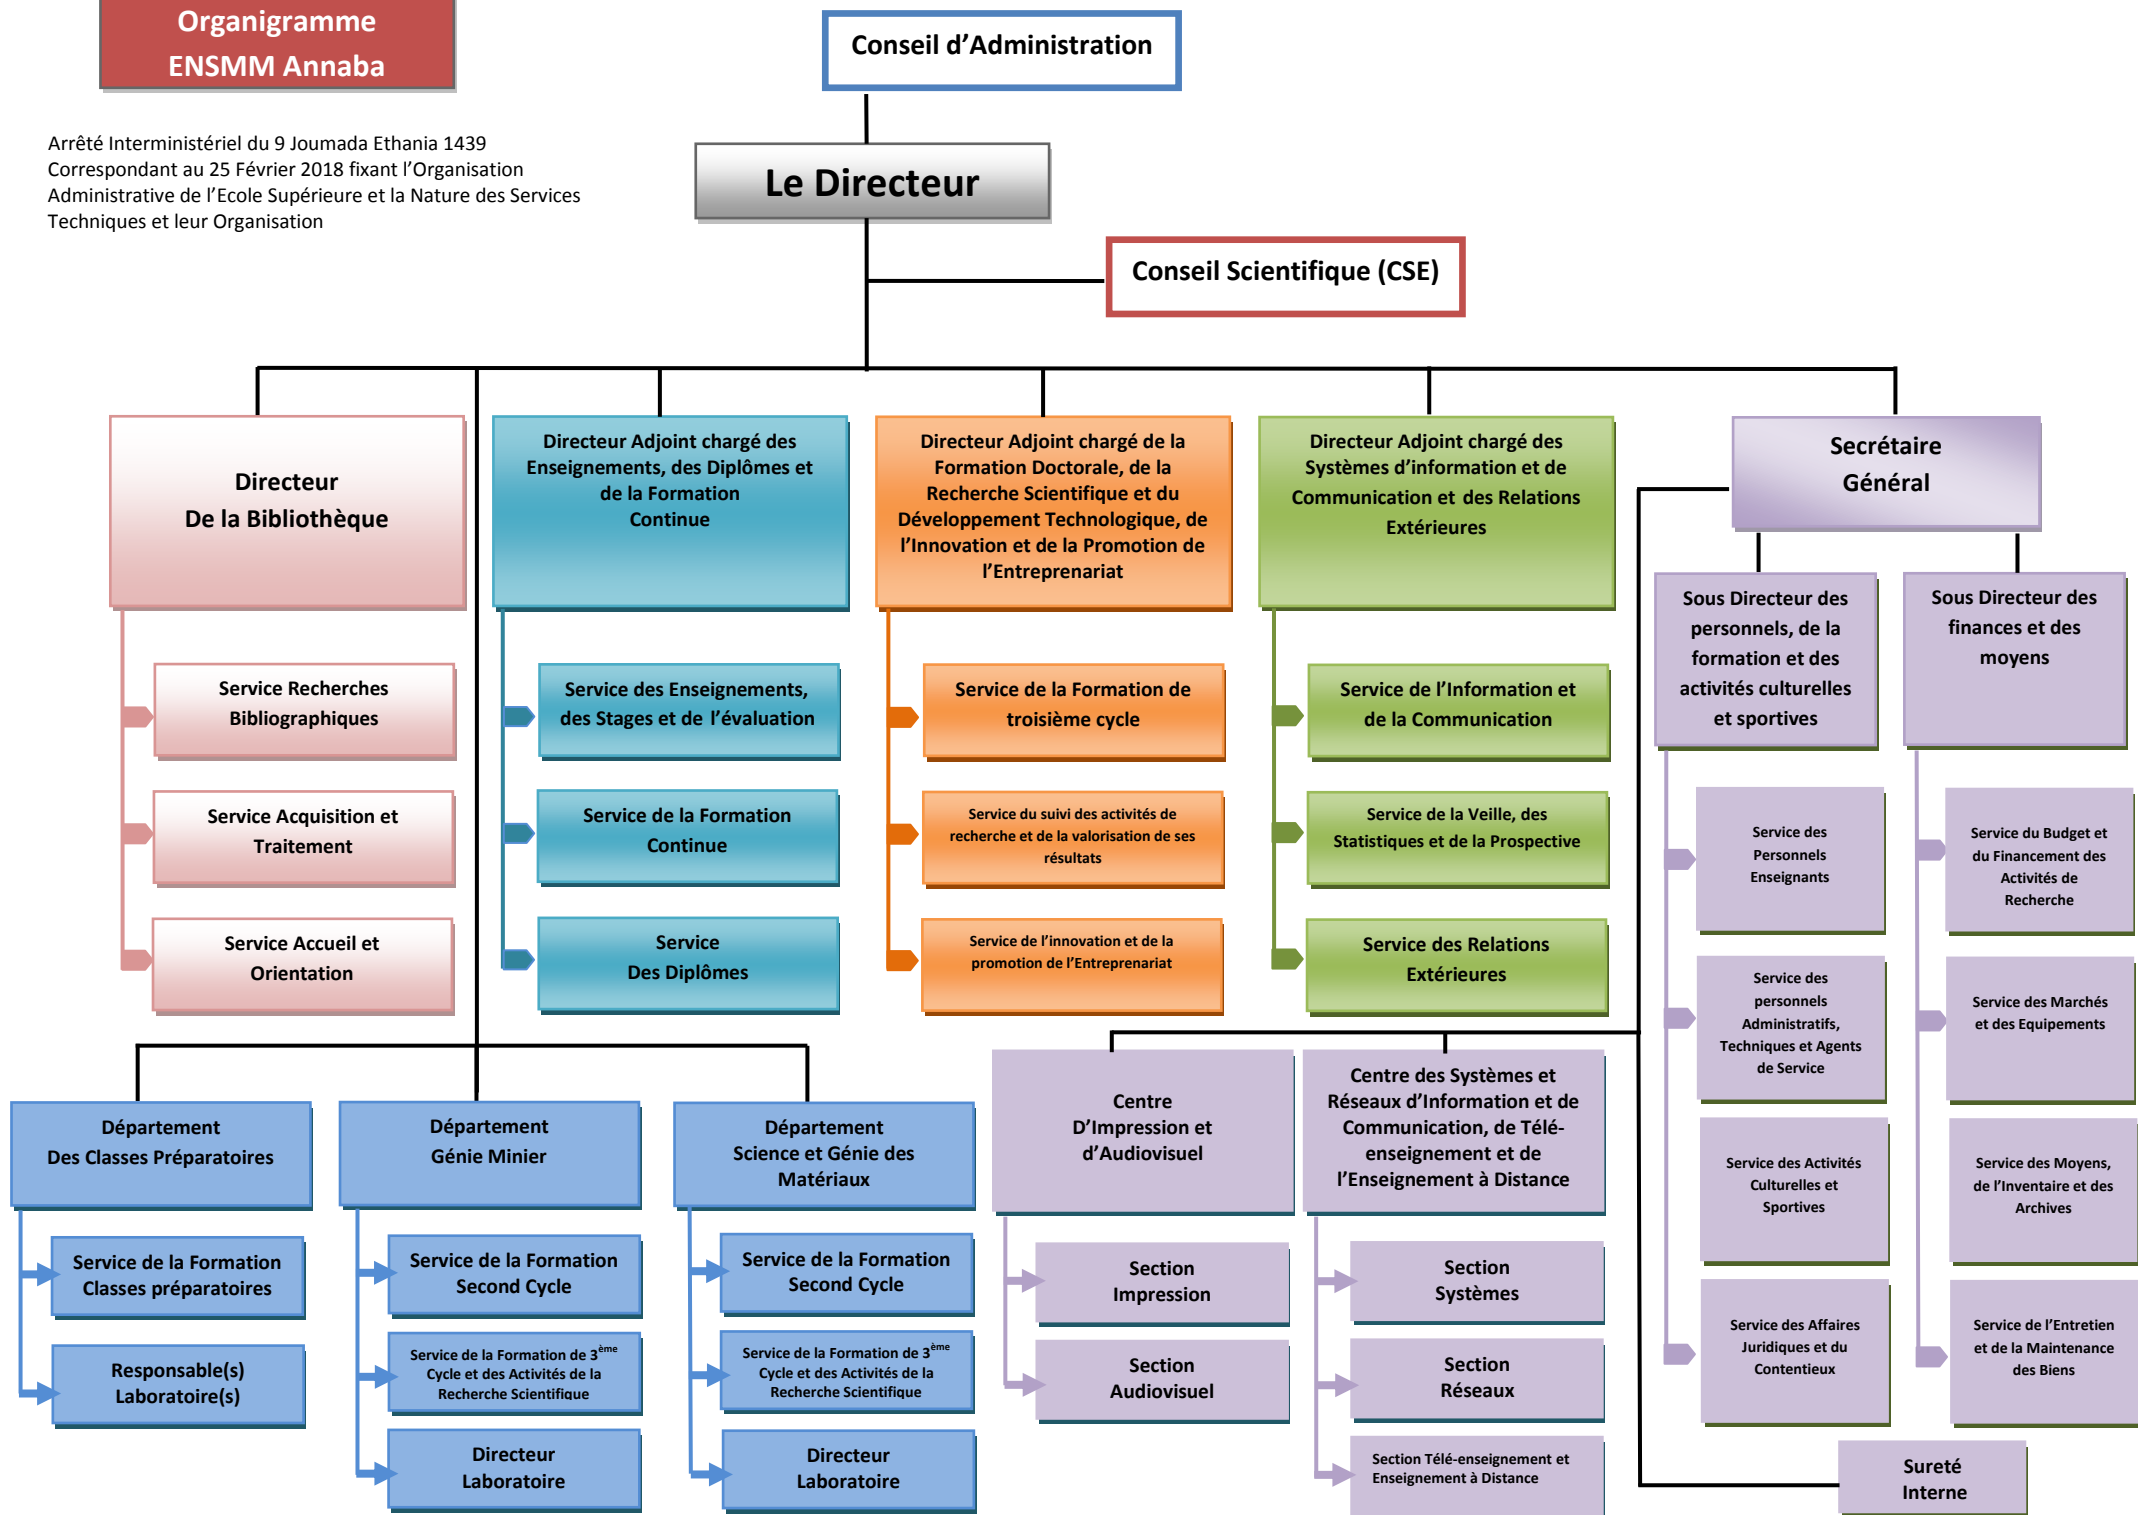 Organigramme
ENSMM Annaba
Conseil d’Administration
Arrêté Interministériel du 9 Joumada Ethania 1439
Correspondant au 25 Février 2018 fixant l’Organisation
Administrative de l’Ecole Supérieure et la Nature des Services
Techniques et leur Organisation
Le Directeur
Conseil Scientifique (CSE)
Directeur
De la Bibliothèque
Service Recherches
Bibliographiques
Service Acquisition et
Traitement
Service Accueil et
Orientation
Directeur Adjoint chargé des
Enseignements, des Diplômes et
de la Formation
Continue
Service des Enseignements,
des Stages et de l’évaluation
Service de la Formation
Continue
Service
Des Diplômes
Directeur Adjoint chargé de la
Formation Doctorale, de la
Recherche Scientifique et du
Développement Technologique, de
l’Innovation et de la Promotion de
l’Entreprenariat
Service de la Formation de
troisième cycle
Service du suivi des activités de
recherche et de la valorisation de ses
résultats
Service de l’innovation et de la
promotion de l’Entreprenariat
Directeur Adjoint chargé des
Systèmes d’information et de
Communication et des Relations
Extérieures
Service de l’Information et
de la Communication
Service de la Veille, des
Statistiques et de la Prospective
Service des Relations
Extérieures
Secrétaire
Général
Sous Directeur des
personnels, de la
formation et des
activités culturelles
et sportives
Service des
Personnels
Enseignants
Service des
personnels
Administratifs,
Techniques et Agents
de Service
Service des Activités
Culturelles et
Sportives
Service des Affaires
Juridiques et du
Contentieux
Sous Directeur des
finances et des
moyens
Service du Budget et
du Financement des
Activités de
Recherche
Service des Marchés
et des Equipements
Service des Moyens,
de l’Inventaire et des
Archives
Service de l’Entretien
et de la Maintenance
des Biens
Département
Des Classes Préparatoires
Service de la Formation
Classes préparatoires
Responsable(s)
Laboratoire(s)
Département
Génie Minier
Service de la Formation
Second Cycle
Service de la Formation de 3ème
Cycle et des Activités de la
Recherche Scientifique
Directeur
Laboratoire
Département
Science et Génie des
Matériaux
Service de la Formation
Second Cycle
Service de la Formation de 3ème
Cycle et des Activités de la
Recherche Scientifique
Directeur
Laboratoire
Centre
D’Impression et
d’Audiovisuel
Section
Impression
Section
Audiovisuel
Centre des Systèmes et
Réseaux d’Information et de
Communication, de Télé-
enseignement et de
l’Enseignement à Distance
Section
Systèmes
Section
Réseaux
Section Télé-enseignement et
Enseignement à Distance
Sureté
Interne